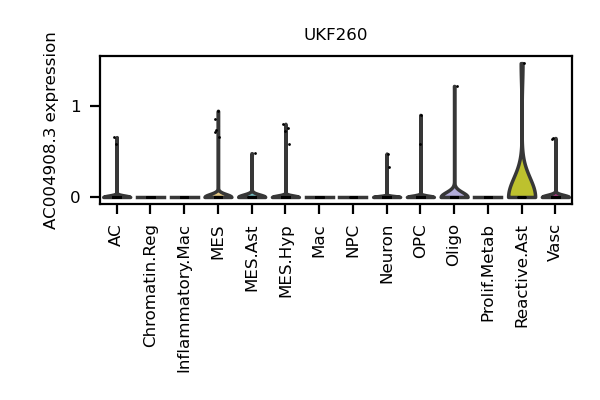 UKF260
AC004908.3 expression
1
0
AC
Chromatin.Reg
Inflammatory.Mac
MES
MES.Ast
MES.Hyp
Mac
NPC
Neuron
OPC
Oligo
Prolif.Metab
Reactive.Ast
Vasc